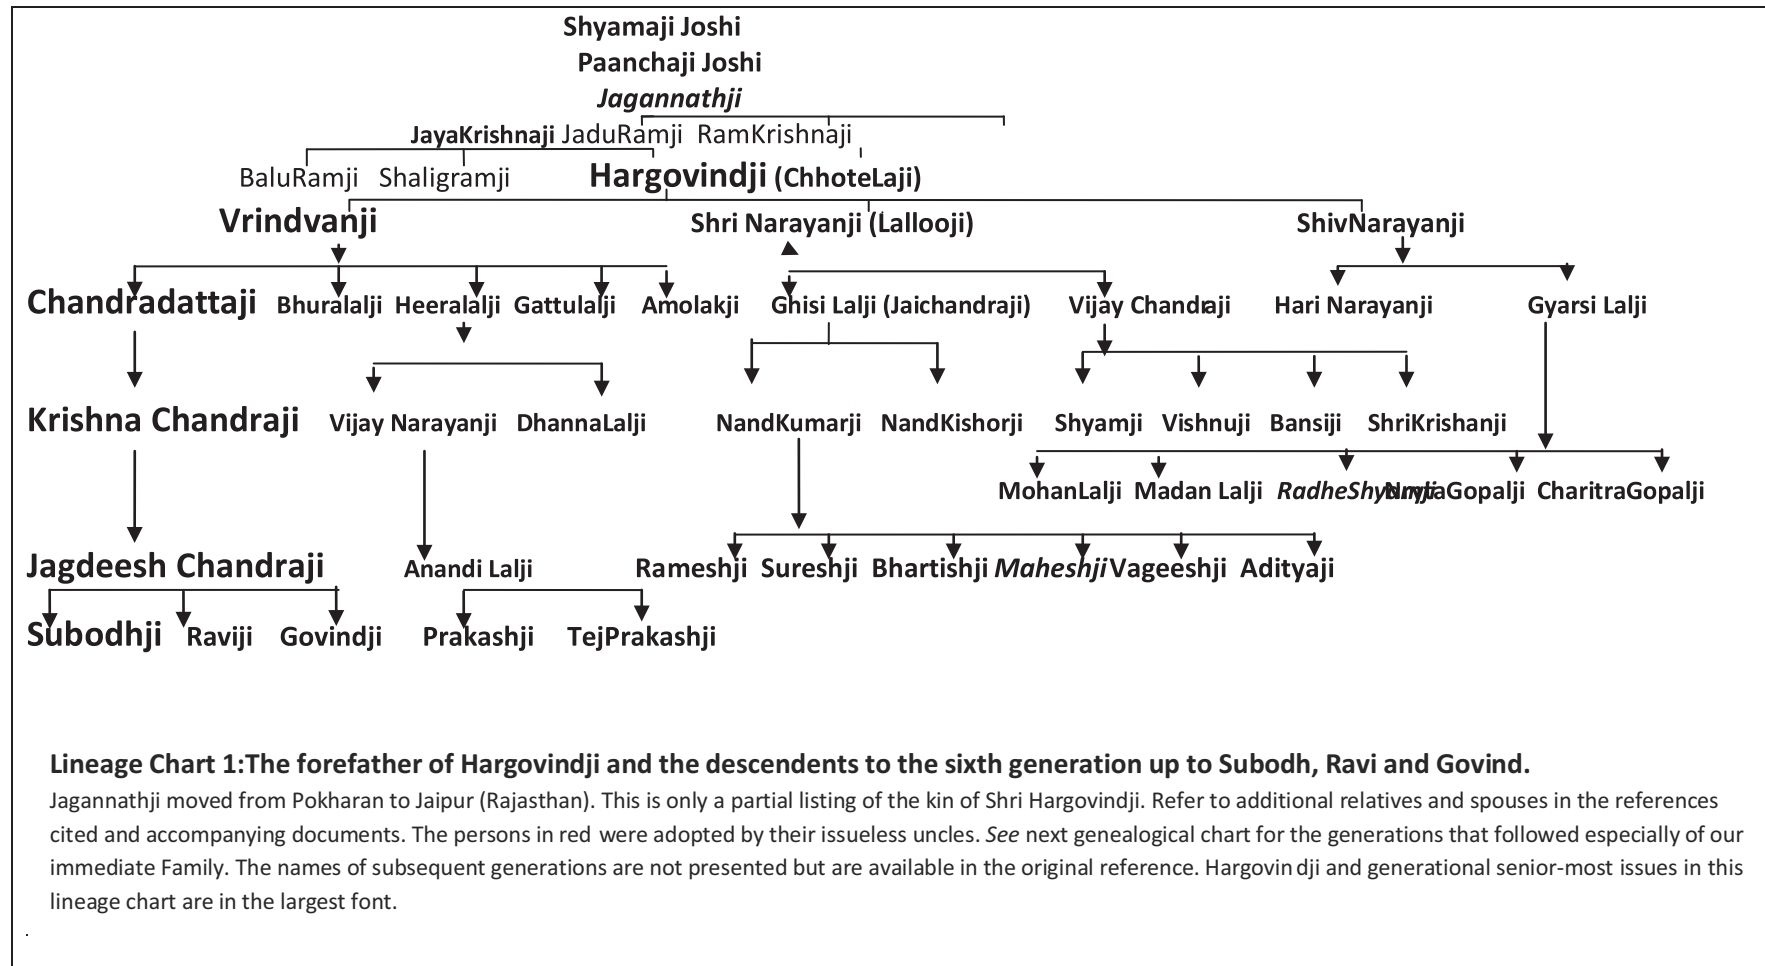 Shyamaji Joshi
Paanchaji Joshi
Jagannathji
JayaKrishnaji JaduRamji RamKrishnaji
BaluRamji Shaligramji Hargovindji (ChhoteLaji)
Vrindvanji Shri Narayanji (Lallooji) ShivNarayanji
Chandradattaji Bhuralalji Heeralalji Gattulalji Amolakji Ghisi Lalji (Jaichandraji) Vijay Chandraji Hari Narayanji Gyarsi Lalji
Krishna Chandraji Vijay Narayanji DhannaLalji NandKumarji NandKishorji Shyamji Vishnuji Bansiji ShriKrishanji
MohanLalji Madan Lalji RadheShyamji CharitraGopalji
Jagdeesh Chandraji Anandi Lalji Rameshji Sureshji Bhartishji Maheshji Vageeshji Adityaji
Subodhji Raviji Govindji Prakashji TejPrakashji
Lineage Chart 1:The forefather of Hargovindji and the descendents to the sixth generation up to Subodh, Ravi and Govind.
Jagannathji moved from Pokharan to Jaipur (Rajasthan). This is only a partial listing of the kin of Shri Hargovindji. Refer to additional relatives and spouses in the references
cited and accompanying documents. The persons in red were adopted by their issueless uncles. See next genealogical chart for the generations that followed especially of our
immediate Family. The names of subsequent generations are not presented but are available in the original reference. Hargovindji and generational senior-most issues in this
lineage chart are in the largest font.
.